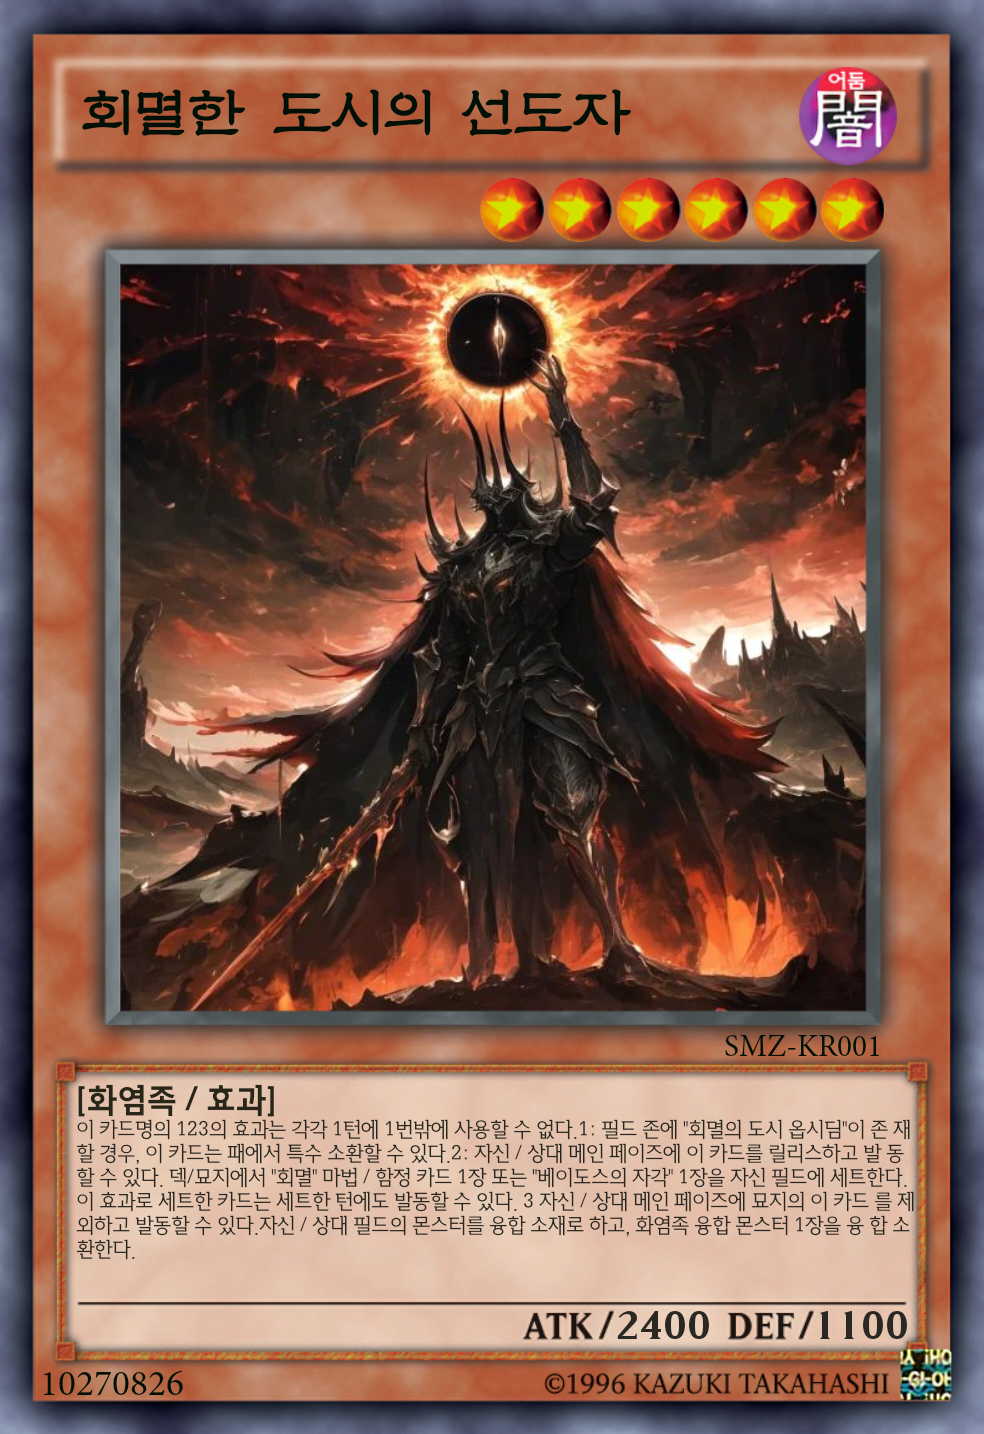 회멸한 도시의 선도자
어둠
闇
SMZ-KR001
[화염족 / 효과]
이 카드명의 123의 효과는 각각 1턴에 1번밖에 사용할 수 없다.1: 필드 존에 "회멸의 도시 옵시딤"이 존 재
할 경우, 이 카드는 패에서 특수 소환할 수 있다.2: 자신 / 상대 메인 페이즈에 이 카드를 릴리스하고 발 동
할 수 있다. 덱/묘지에서 "회멸" 마법 / 함정 카드 1장 또는 "베이도스의 자각" 1장을 자신 필드에 세트한다.
이 효과로 세트한 카드는 세트한 턴에도 발동할 수 있다. 3 자신 / 상대 메인 페이즈에 묘지의 이 카드 를 제
외하고 발동할 수 있다.자신 / 상대 필드의 몬스터를 융합 소재로 하고, 화염족 융합 몬스터 1장을 융 합 소
환한다.
ATK/2400 DEF/1100
10270826
©1996 KAZUKI TAKAHASHI